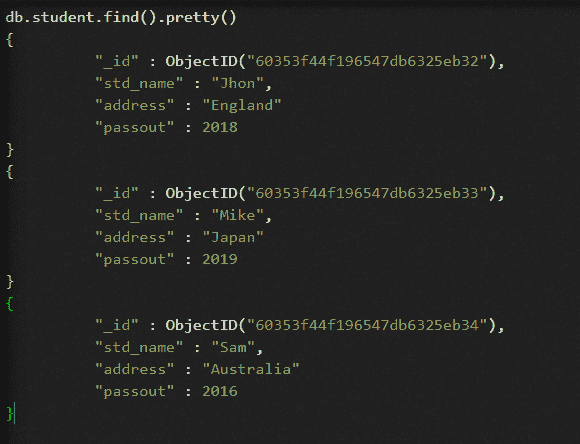 db.student.find().pretty()
{
"_id" : ObjectID("60353f44f196547db6325eb32"),
"std_name" : "Jhon",
"address" : "England"
"passout" : 2018
}
{
"_id" : ObjectID("60353f44f196547db6325eb33"),
"std_name" : "Mike",
"address" : "Japan"
"passout" : 2019
}
{
"_id" : ObjectID("60353f44f196547db6325eb34"),
"std_name" : "Sam",
"address" : "Australia"
"passout" : 2016
}